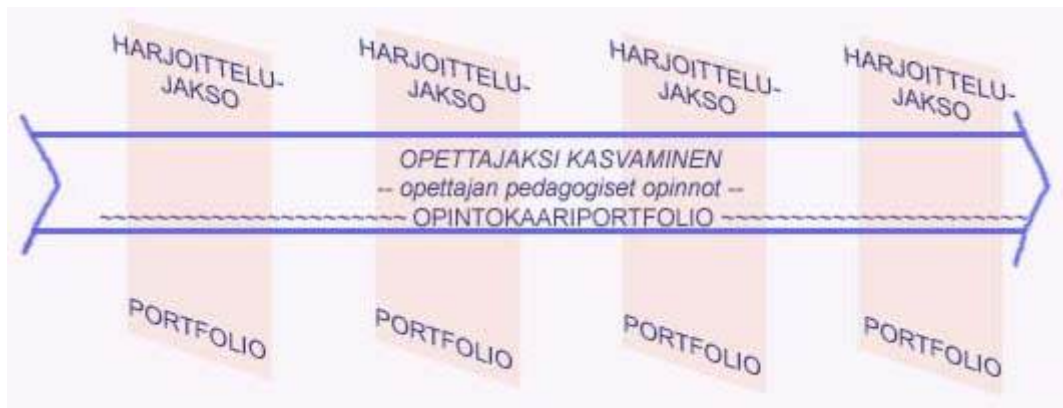 HARJOITTELU-
JAKSO
HARJOITTELU-
JAKSO
HARJOITTELU-
JAKSO
HARJOITTELU-
JAKSO
OPETTAJAKSI KASVAMINEN
-- opettajan pedagogiset opinnot --
~~~~~~~~~~~~~~~~~~~~ OPINTOKAARIPORTFOLIO ~~~~~~~~~~~~~~~~~~~~
PORTFOLIO
PORTFOLIO
PORTFOLIO
PORTFOLIO